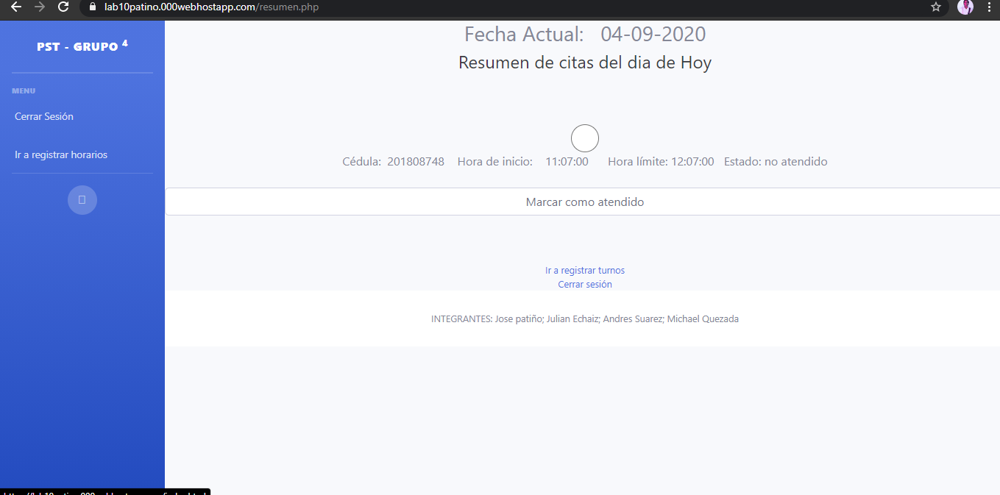 lab10patino.000webhostapp.com/resumen.php
PST - GRUPO 4
MENU
Cerrar Sesión
Ir a registrar horarios
Fecha Actual: 04-09-2020
Resumen de citas del dia de Hoy
Cédula: 201808748 Hora de inicio: 11:07:00 Hora límite: 12:07:00 Estado: no atendido
Marcar como atendido
Ir a registrar turnos
Cerrar sesión
INTEGRANTES: Jose patiño; Julian Echaiz; Andres Suarez; Michael Quezada